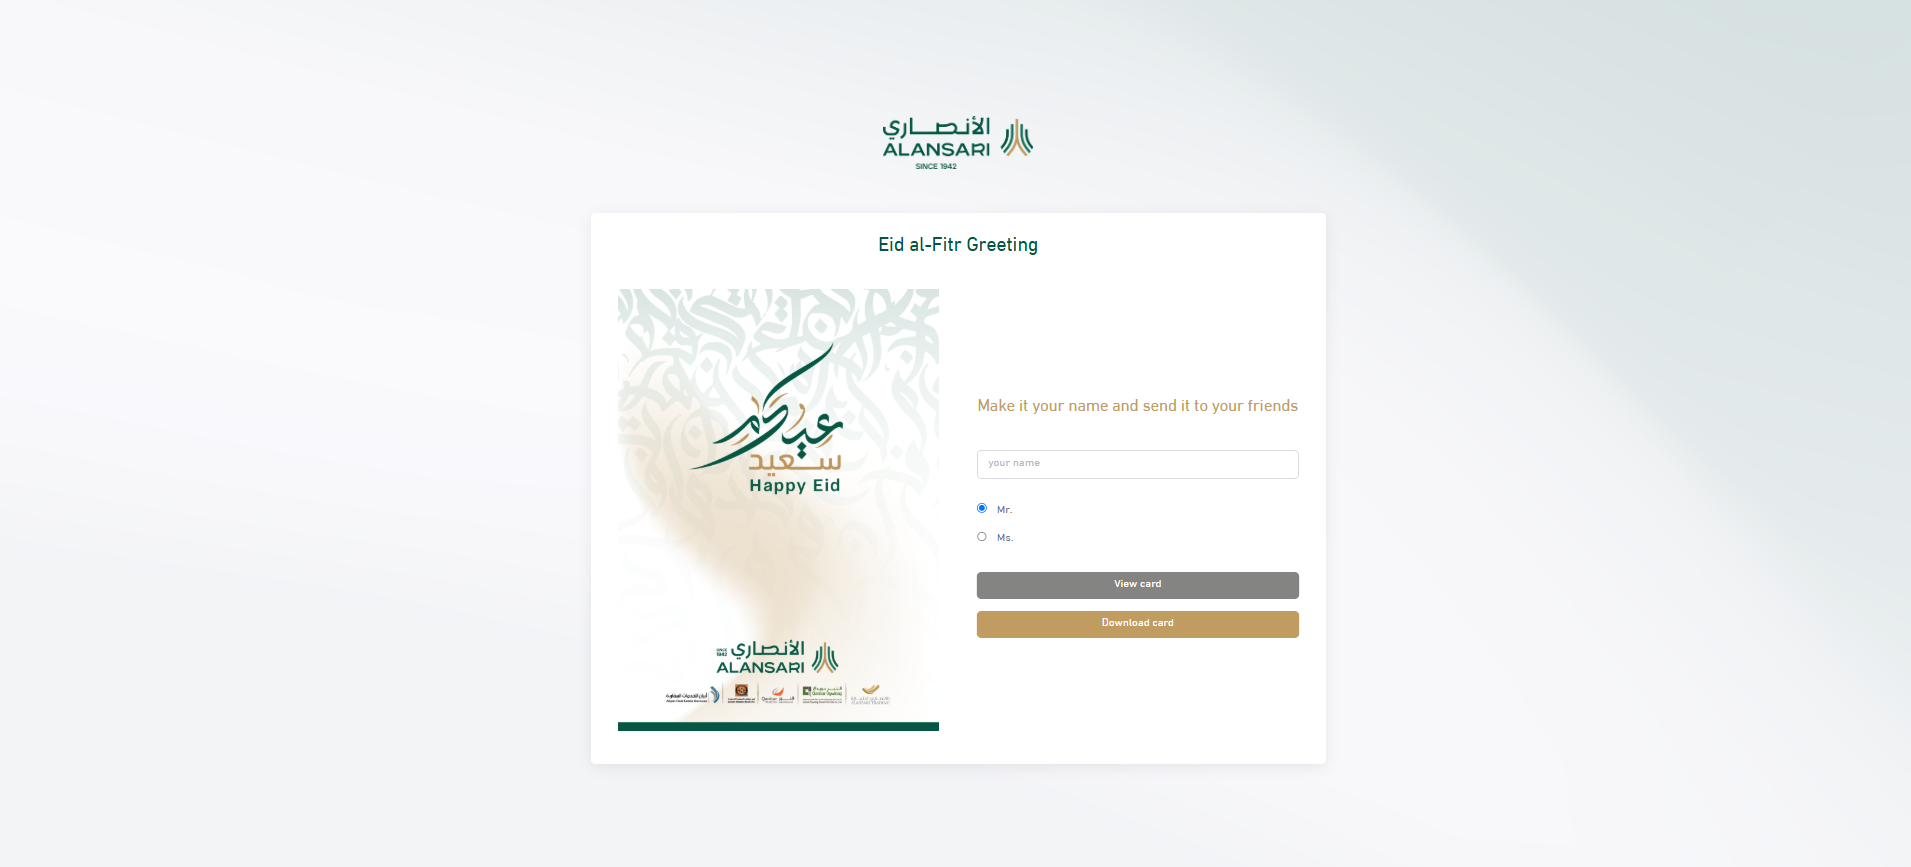 الأنصاري
ALANSARI
SINCE 1942
Eid al-Fitr Greeting
عيدكم
سعيد
Happy Eid
SINCE 1942
الأنصاري
ALANSARI
Make it your name and send it to your friends
your name
Mr.
Ms.
View card
Download card